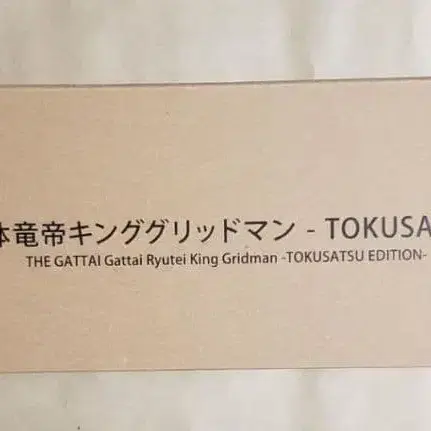 体竜帝キンググリッドマン - TOKUSA
THE GATTAI Gattai Ryutei King Gridman -TOKUSATSU EDITION-